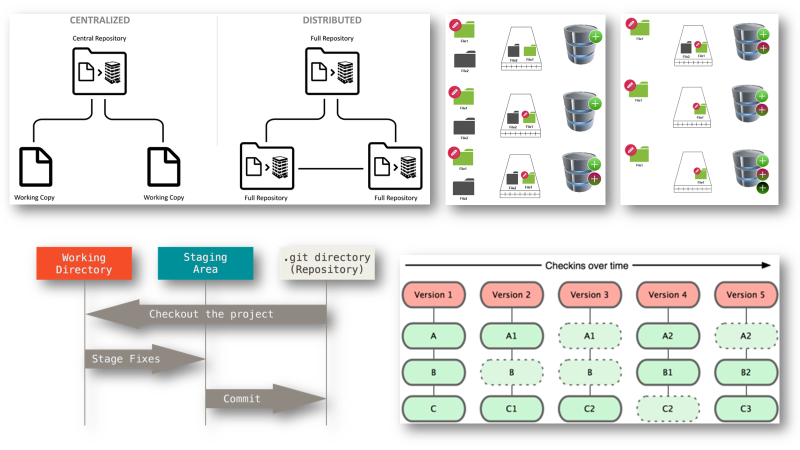 CENTRALIZED
DISTRIBUTED
Central Repository
Full Repository
Working Copy
Working Copy
Full Repository
Full Repository
File1
File2
File2
File1
File1
File2
File2
File1
File1
File2
File2
File1
File1
File2
File1
File1
File1
File1
File1
Working
Directory
Staging
Area
.git directory
(Repository)
Checkout the project
Stage Fixes
Commit
Checkins over time
Version 1
Version 2
Version 3
Version 4
Version 5
A
A1
A1
A2
A2
B
B
B
B1
B2
C
C1
C2
C2
C3